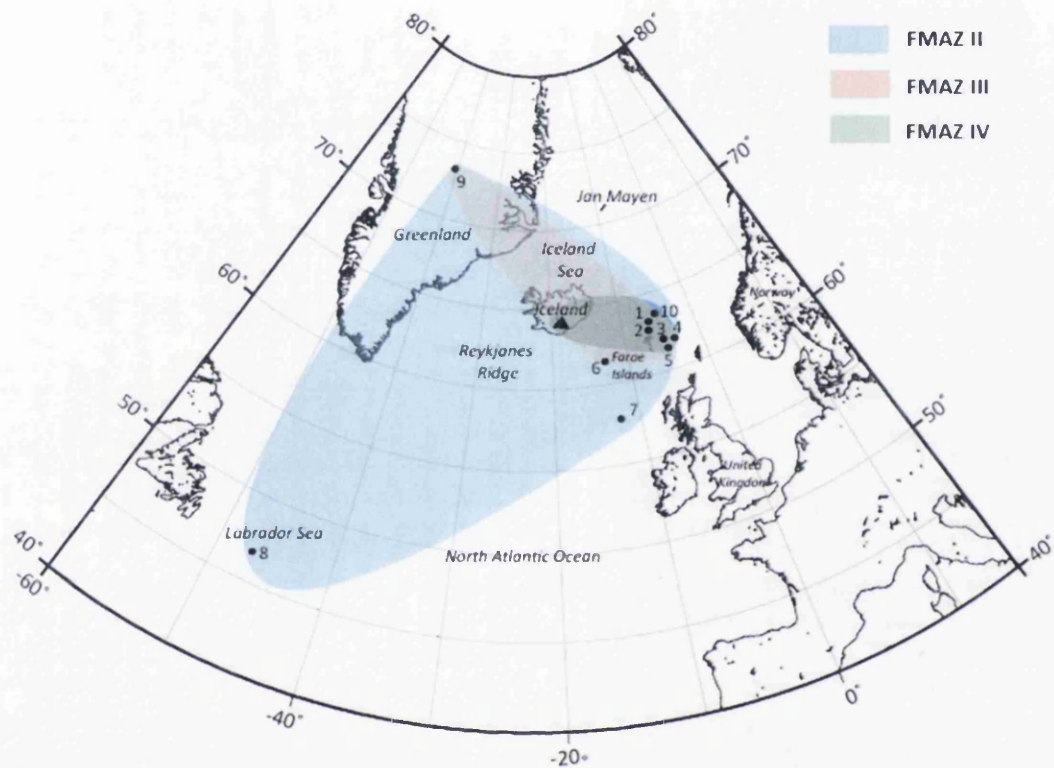 80°
80°
FMAZ II
FMAZ III
FMAZ IV
70°
70°
9
Jan Mayen
Greenland
Iceland
Sea
60°
60°
Norway
Iceland
1
10
2
3
4
5
Reykjanes
Ridge
6
Faroe
Islands
7
50°
50°
United
Kingdom
Labrador Sea
8
North Atlantic Ocean
40°
-60°
40°
-40°
-20°
0°